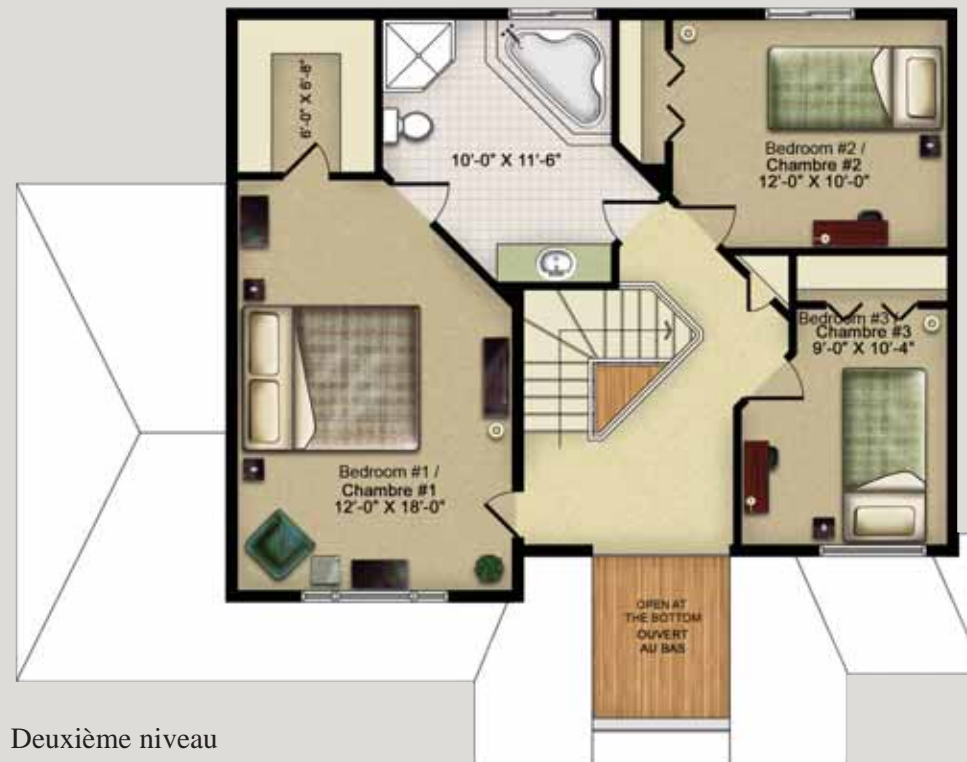 6'-0" X 6'-8"
10'-0" X 11'-6"
Bedroom #2 /
Chambre #2
12'-0" X 10'-0"
Bedroom #3 /
Chambre #3
9'-0" X 10'-4"
Bedroom #1 /
Chambre #1
12'-0" X 18'-0"
OPEN AT
THE BOTTOM
OUVERT
AU BAS
Deuxième niveau